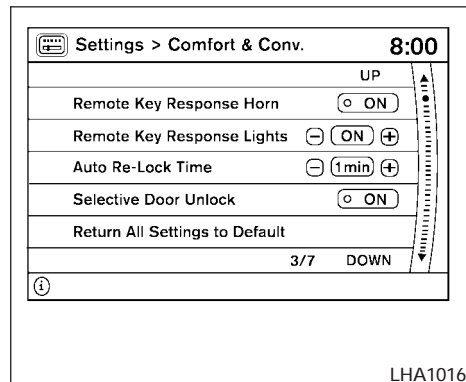 Settings > Comfort & Conv. 8:00
UP
Remote Key Response Horn ON
Remote Key Response Lights - ON +
Auto Re-Lock Time - 1min +
Selective Door Unlock ON
Return All Settings to Default
3/7 DOWN
i
LHA1016